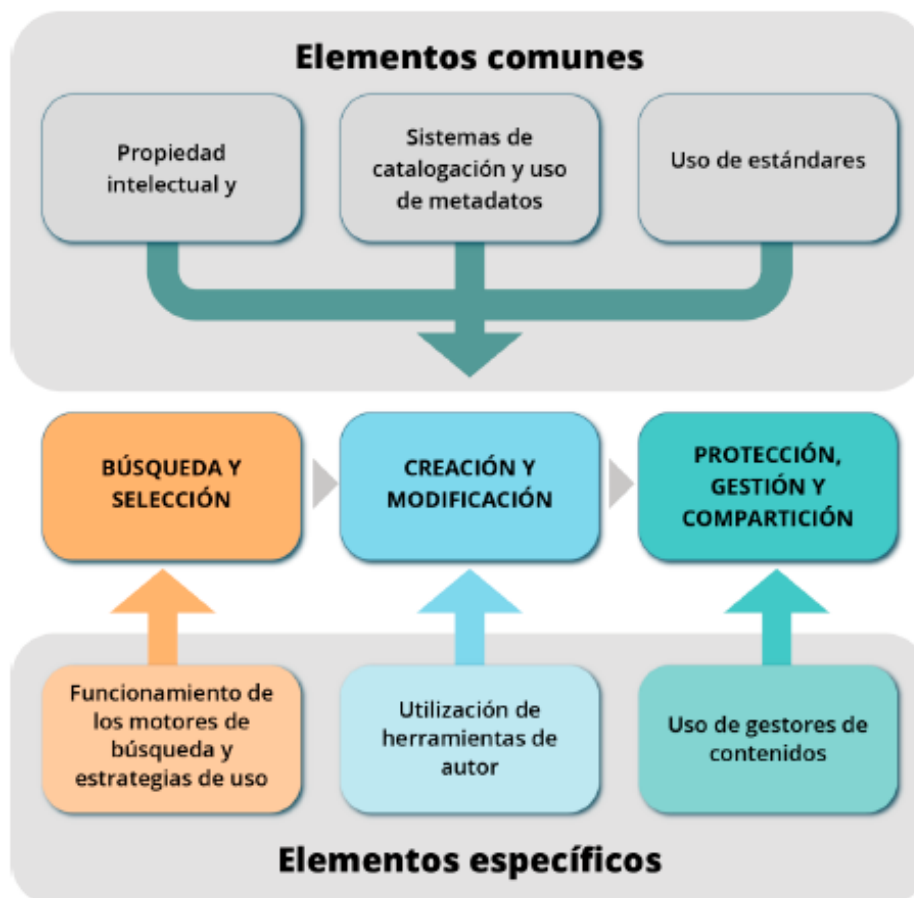 Elementos comunes
Propiedad
intelectual y
Sistemas de
catalogación y uso
de metadatos
Uso de estándares
BÚSQUEDA Y
SELECCIÓN
CREACIÓN Y
MODIFICACIÓN
PROTECCIÓN,
GESTIÓN Y
COMPARTICIÓN
Funcionamiento de
los motores de
búsqueda y
estrategias de uso
Utilización de
herramientas de
autor
Uso de gestores de
contenidos
Elementos específicos